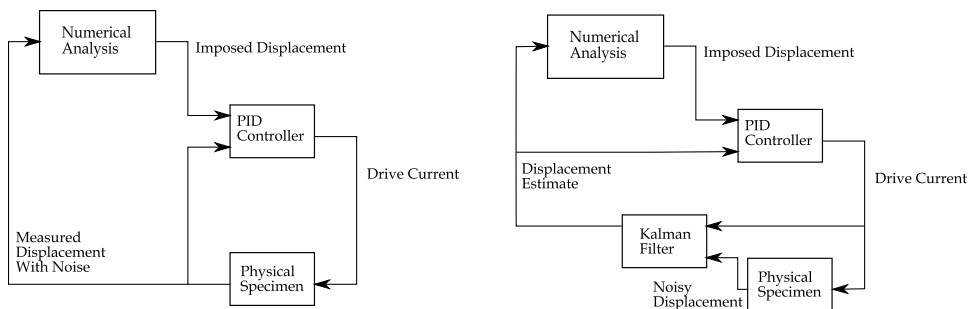 Numerical
Analysis
Imposed Displacement
PID
Controller
Drive Current
Measured
Displacement
With Noise
Physical
Specimen
Numerical
Analysis
Imposed Displacement
PID
Controller
Displacement
Estimate
Drive Current
Kalman
Filter
Noisy
Displacement
Physical
Specimen